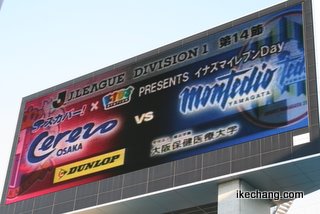 J.LEAGUE DIVISION 1 第14節
PRESENTS イナズマイレブンDay
Cerezo
OSAKA
VS
montedio
YAMAGATA
DUNLOP
大阪保健医療大学
ikechang.com